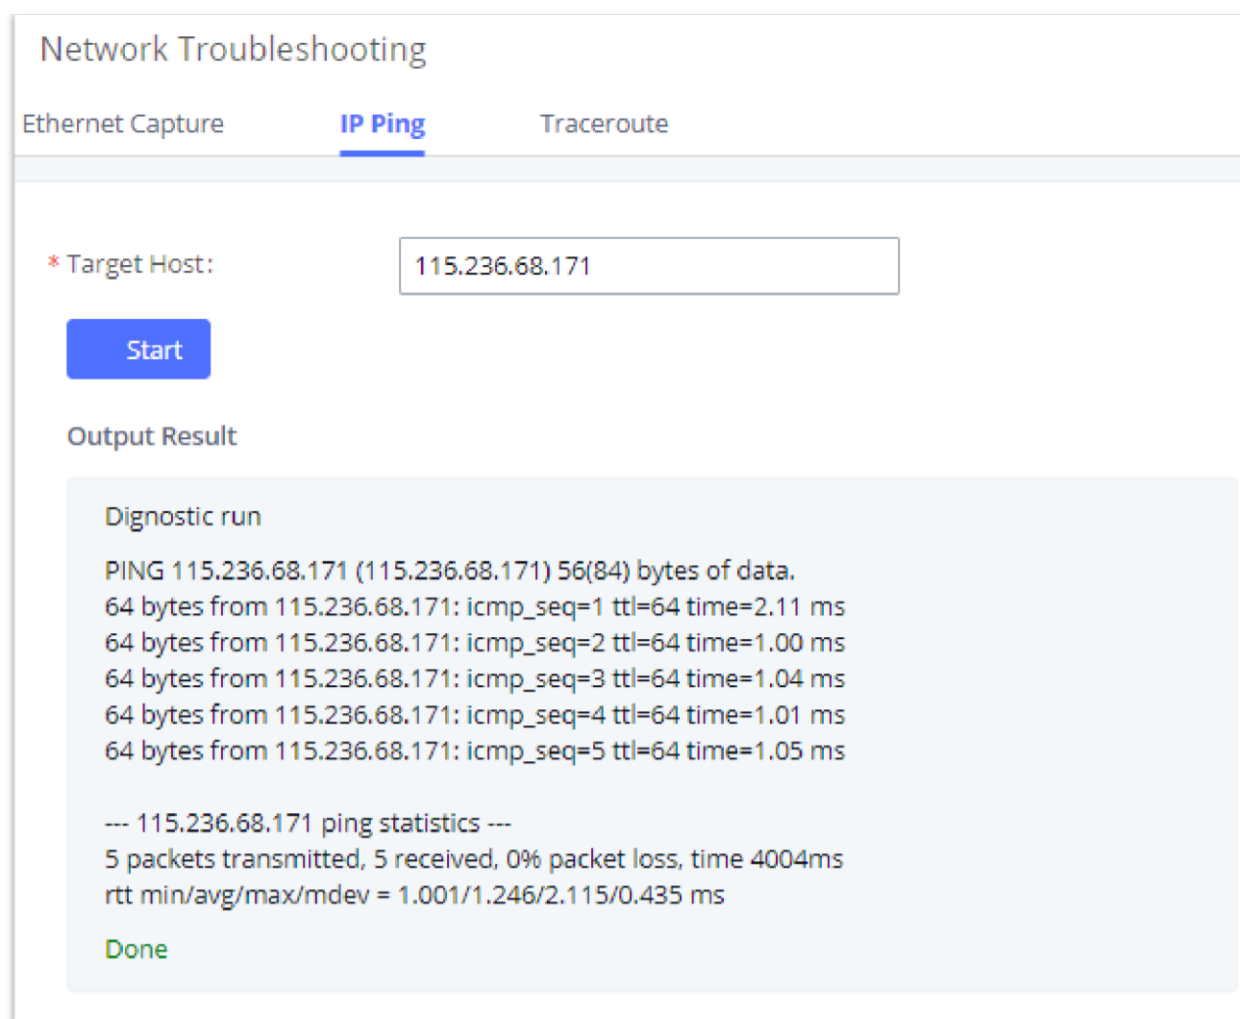 Network Troubleshooting
Ethernet Capture IP Ping Traceroute
* Target Host: 115.236.68.171
Start
Output Result
Dignostic run
PING 115.236.68.171 (115.236.68.171) 56(84) bytes of data.
64 bytes from 115.236.68.171: icmp_seq=1 ttl=64 time=2.11 ms
64 bytes from 115.236.68.171: icmp_seq=2 ttl=64 time=1.00 ms
64 bytes from 115.236.68.171: icmp_seq=3 ttl=64 time=1.04 ms
64 bytes from 115.236.68.171: icmp_seq=4 ttl=64 time=1.01 ms
64 bytes from 115.236.68.171: icmp_seq=5 ttl=64 time=1.05 ms
--- 115.236.68.171 ping statistics ---
5 packets transmitted, 5 received, 0% packet loss, time 4004ms
rtt min/avg/max/mdev = 1.001/1.246/2.115/0.435 ms
Done